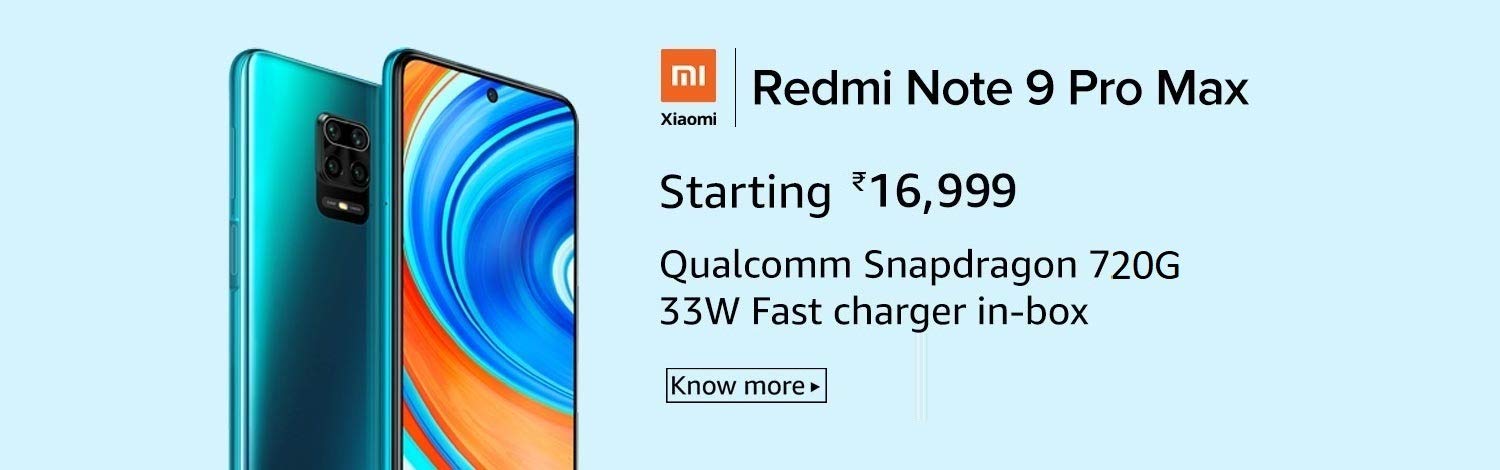 mi
Xiaomi
Redmi Note 9 Pro Max
Starting ₹16,999
Qualcomm Snapdragon 720G
33W Fast charger in-box
Know more ▸